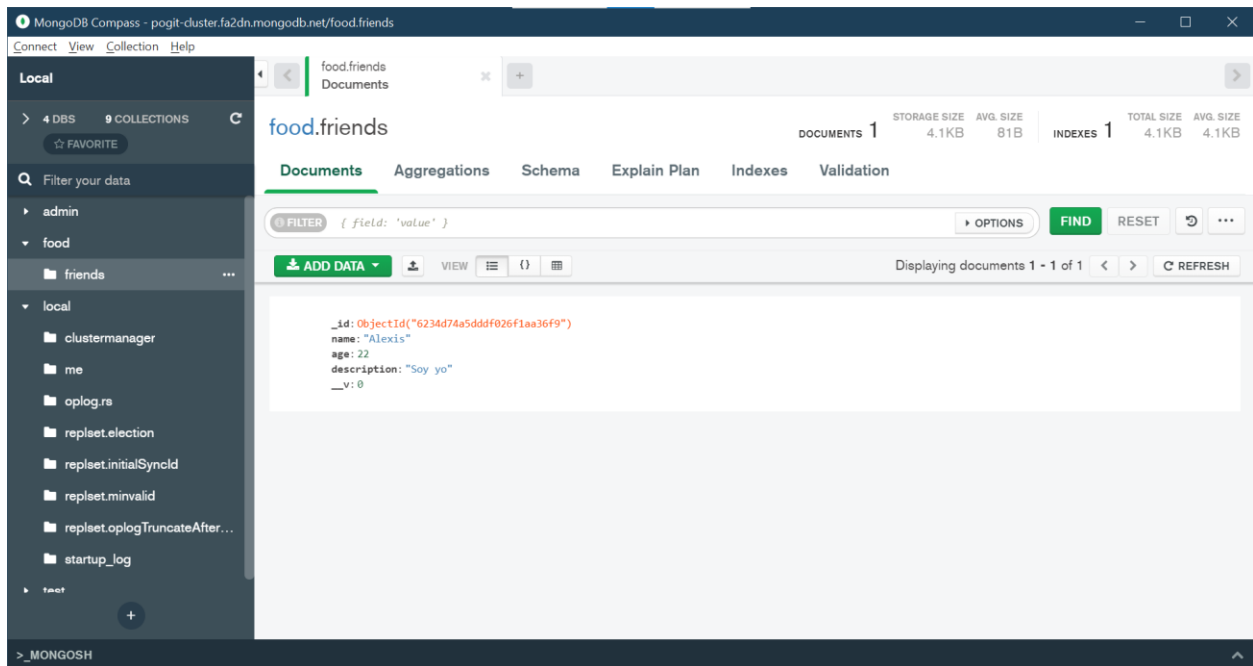 MongoDB Compass - pogit-cluster.fa2dn.mongodb.net/food.friends
Connect View Collection Help
Local
4 DBS 9 COLLECTIONS
☆ FAVORITE
Filter your data
admin
food
friends
local
clustermanager
me
oplog.rs
replset.election
replset.initialSyncId
replset.minvalid
replset.oplogTruncateAfter...
startup_log
test
+
food.friends
Documents
+
food.friends
DOCUMENTS 1
STORAGE SIZE AVG. SIZE
4.1KB 81B
INDEXES 1
TOTAL SIZE AVG. SIZE
4.1KB 4.1KB
Documents Aggregations Schema Explain Plan Indexes Validation
FILTER { field: 'value' } OPTIONS FIND RESET ...
ADD DATA VIEW {} Displaying documents 1 - 1 of 1 < > REFRESH
_id: ObjectId("6234d74a5dddf026f1aa36f9")
name: "Alexis"
age: 22
description: "Soy yo"
__v: 0
>_MONGOSH